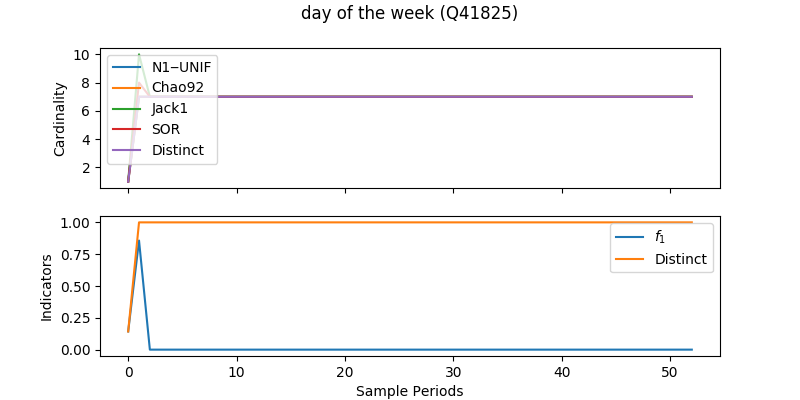 day of the week (Q41825)
10
8
6
4
2
Cardinality
N1−UNIF
Chao92
Jack1
SOR
Distinct
1.00
0.75
0.50
0.25
0.00
Indicators
f1
Distinct
0 10 20 30 40 50
Sample Periods